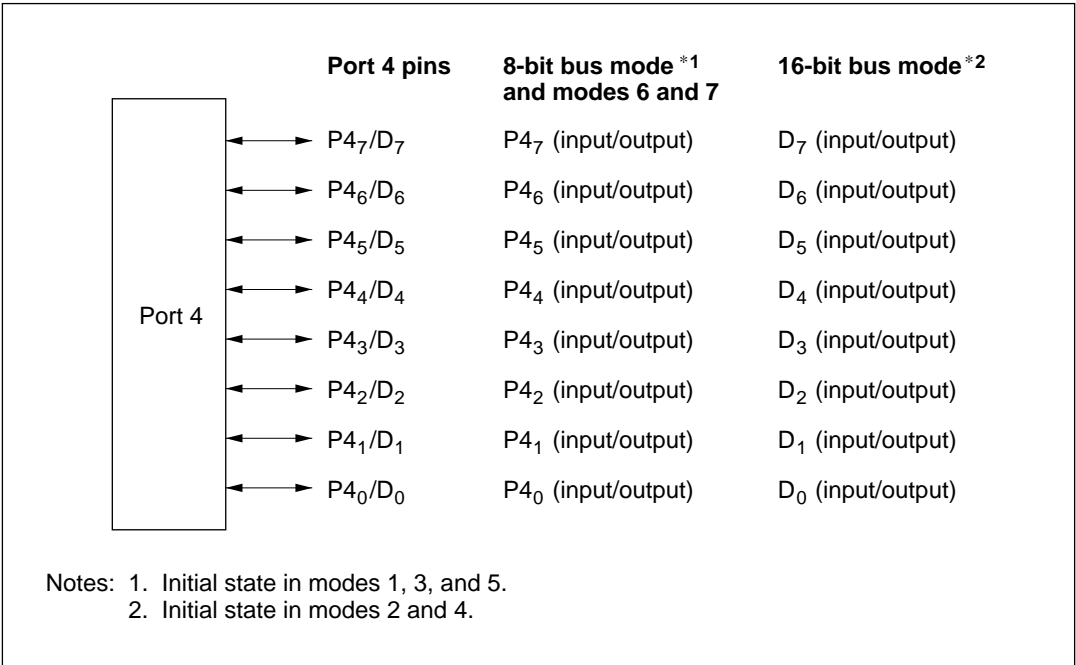 Port 4 pins 8-bit bus mode *1 16-bit bus mode*2
and modes 6 and 7
P4₇/D₇ P4₇ (input/output) D₇ (input/output)
P4₆/D₆ P4₆ (input/output) D₆ (input/output)
P4₅/D₅ P4₅ (input/output) D₅ (input/output)
P4₄/D₄ P4₄ (input/output) D₄ (input/output)
Port 4
P4₃/D₃ P4₃ (input/output) D₃ (input/output)
P4₂/D₂ P4₂ (input/output) D₂ (input/output)
P4₁/D₁ P4₁ (input/output) D₁ (input/output)
P4₀/D₀ P4₀ (input/output) D₀ (input/output)
Notes: 1. Initial state in modes 1, 3, and 5.
2. Initial state in modes 2 and 4.